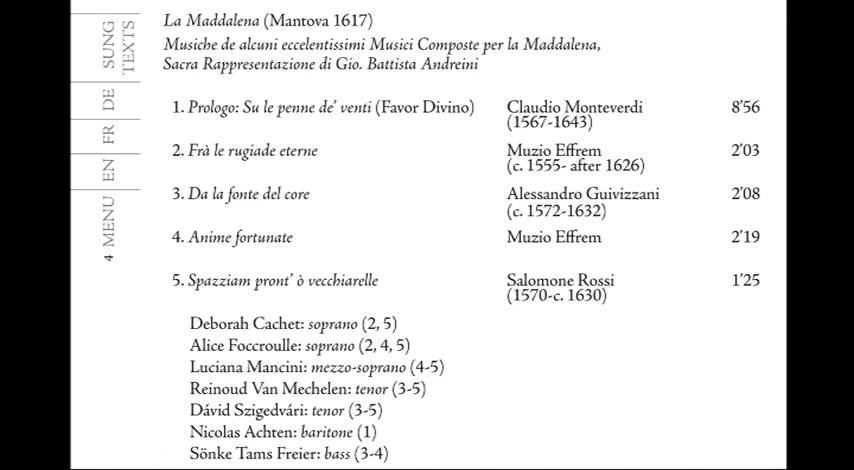 La Maddalena (Mantova 1617)
Musiche de alcuni eccelentissimi Musici Composte per la Maddalena,
Sacra Rappresentazione di Gio. Battista Andreini
1. Prologo: Su le penne de' venti (Favor Divino) Claudio Monteverdi 8'56
(1567-1643)
2. Frà le rugiade eterne Muzio Effrem 2'03
(c. 1555- after 1626)
3. Da la fonte del core Alessandro Guivizzani 2'08
(c. 1572-1632)
4. Anime fortunate Muzio Effrem 2'19
5. Spazziam pront' ò vecchiarelle Salomone Rossi 1'25
(1570-c. 1630)
Deborah Cachet: soprano (2, 5)
Alice Foccroulle: soprano (2, 4, 5)
Luciana Mancini: mezzo-soprano (4-5)
Reinoud Van Mechelen: tenor (3-5)
Dávid Szigedvári: tenor (3-5)
Nicolas Achten: baritone (1)
Sönke Tams Freier: bass (3-4)
SUNG
TEXTS
DE
FR
EN
4 MENU